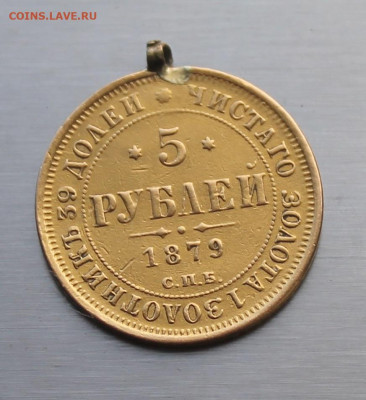 COINS.LAVE.RU
ЧИСТАГО ЗОЛОТА 1 ЗОЛОТНИКЪ 39 ДОЛЕЙ
5
РУБЛЕЙ
1879
С.П.Б.